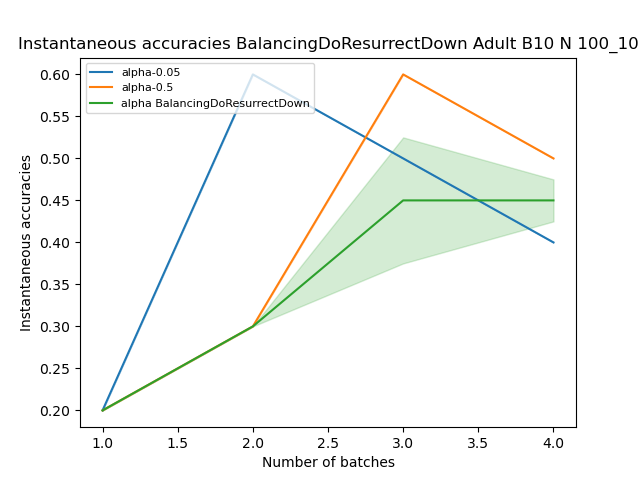 Instantaneous accuracies BalancingDoResurrectDown Adult B10 N 100_10
alpha-0.05
alpha-0.5
alpha BalancingDoResurrectDown
Instantaneous accuracies
0.60
0.55
0.50
0.45
0.40
0.35
0.30
0.25
0.20
1.0 1.5 2.0 2.5 3.0 3.5 4.0
Number of batches